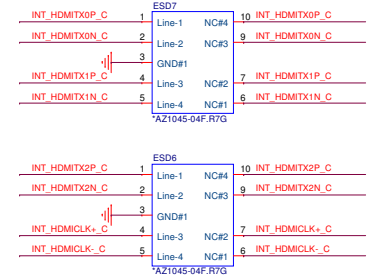 ESD7
INT_HDMITX0P_C 1 Line-1 NC#4 10 INT_HDMITX0P_C
INT_HDMITX0N_C 2 Line-2 NC#3 9 INT_HDMITX0N_C
3 GND#1
INT_HDMITX1P_C 4 Line-3 NC#2 7 INT_HDMITX1P_C
INT_HDMITX1N_C 5 Line-4 NC#1 6 INT_HDMITX1N_C
*AZ1045-04F.R7G
ESD6
INT_HDMITX2P_C 1 Line-1 NC#4 10 INT_HDMITX2P_C
INT_HDMITX2N_C 2 Line-2 NC#3 9 INT_HDMITX2N_C
3 GND#1
INT_HDMICLK+_C 4 Line-3 NC#2 7 INT_HDMICLK+_C
INT_HDMICLK-_C 5 Line-4 NC#1 6 INT_HDMICLK-_C
*AZ1045-04F.R7G